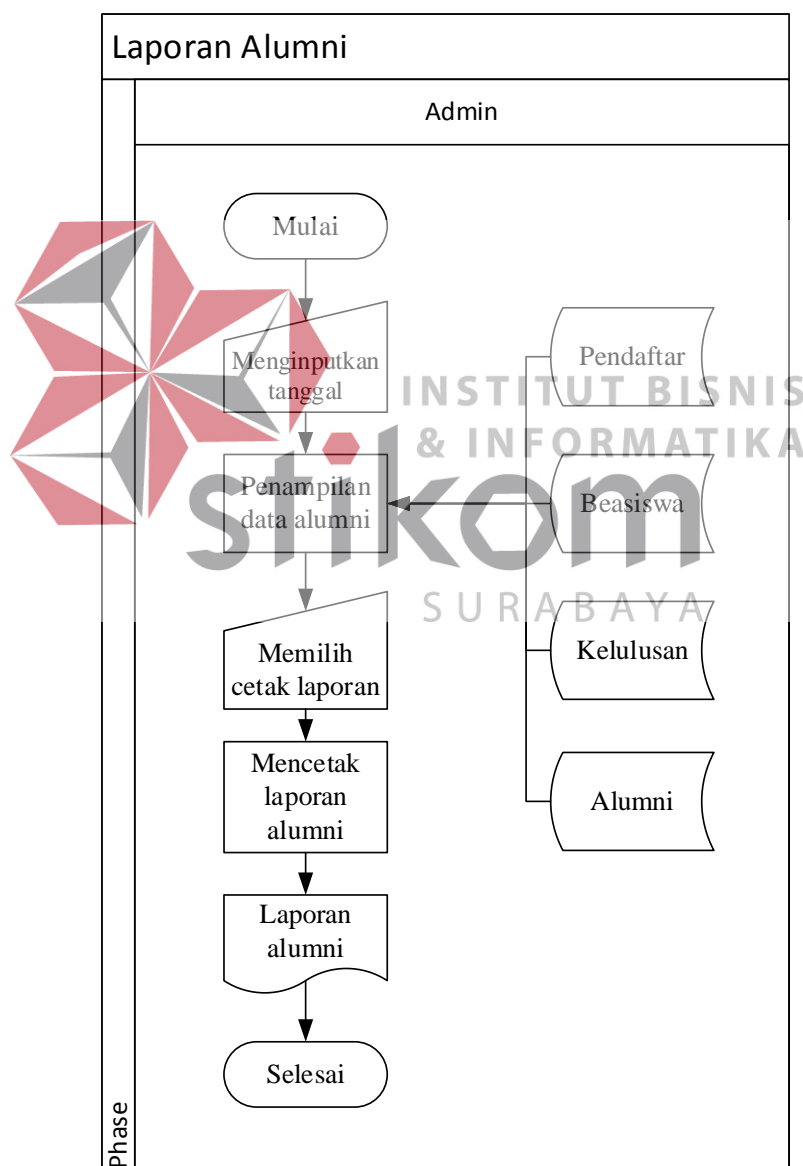 Laporan Alumni
Admin
Phase
Mulai
Menginputkan
tanggal
Penampilan
data alumni
Memilih
cetak laporan
Mencetak
laporan
alumni
Laporan
alumni
Selesai
Pendaftar
Beasiswa
Kelulusan
Alumni
INSTITUT BISNIS
& INFORMATIKA
stikom
SURABAYA